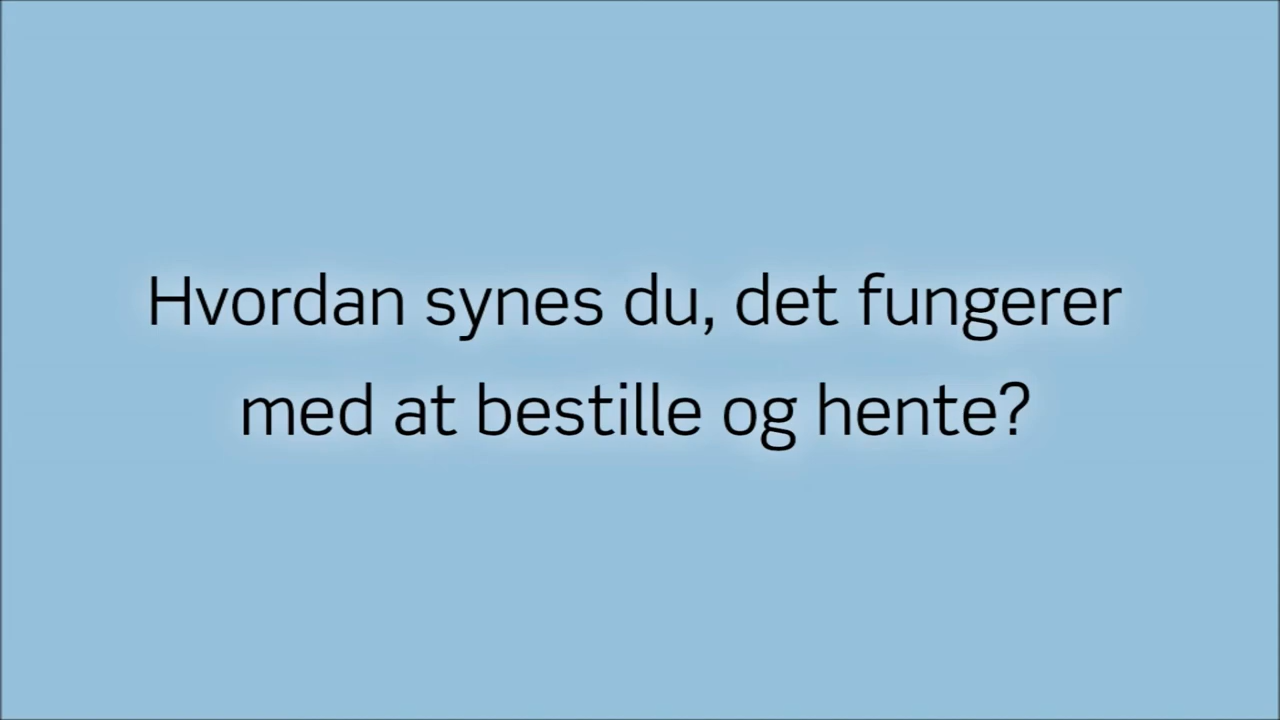 Hvordan synes du, det fungerer
med at bestille og hente?